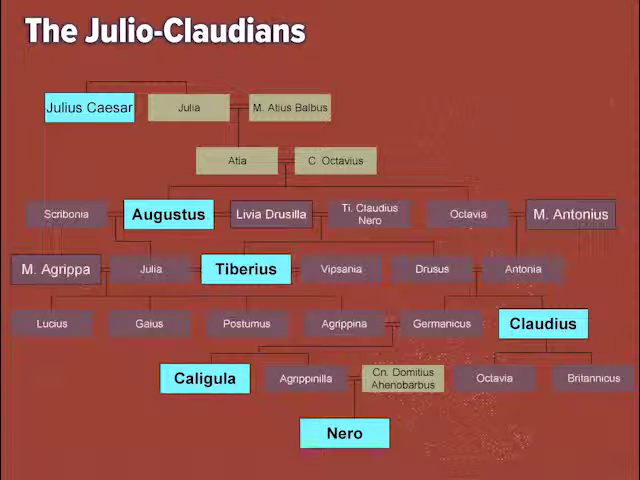 The Julio-Claudians
Julius Caesar
Julia
M. Atius Balbus
Atia
C. Octavius
Scribonia
Augustus
Livia Drusilla
Ti. Claudius
Nero
Octavia
M. Antonius
M. Agrippa
Julia
Tiberius
Vipsania
Drusus
Antonia
Lucius
Gaius
Postumus
Agrippina
Germanicus
Claudius
Caligula
Agrippinilla
Cn. Domitius
Ahenobarbus
Octavia
Britannicus
Nero